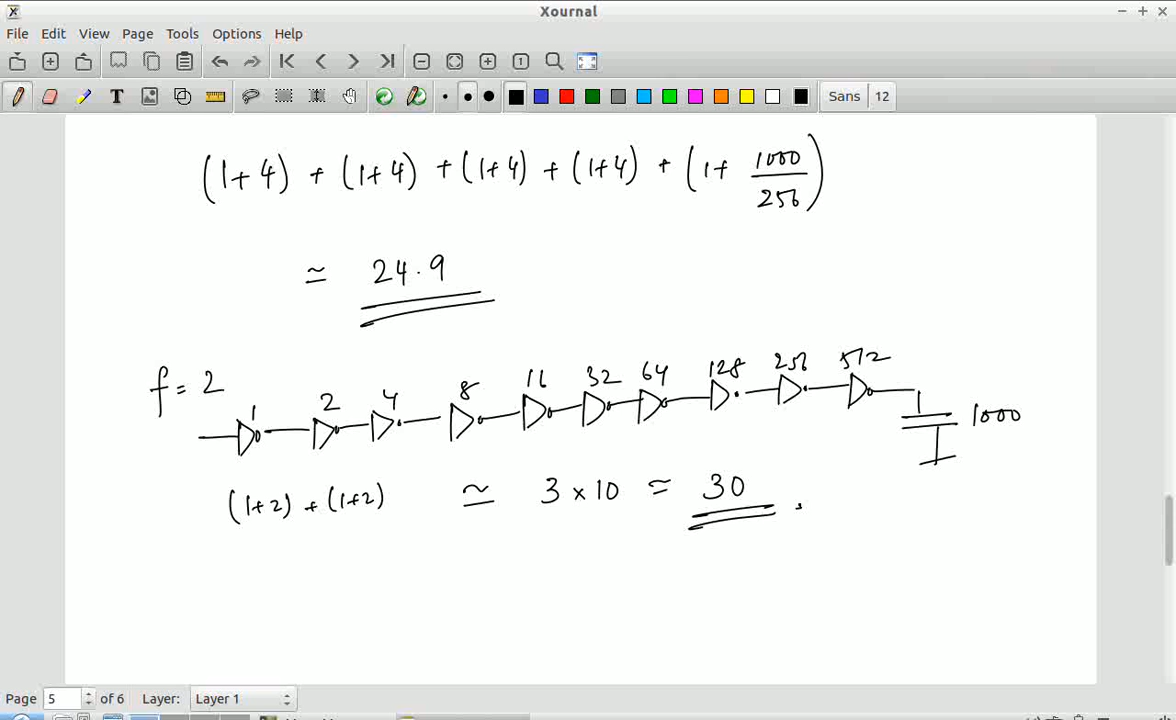 Xournal
File Edit View Page Tools Options Help
Sans 12
(1+4) + (1+4) + (1+4) + (1+4) + (1+ 1000/256)
≃ 24.9
f = 2
1 2 4 8 16 32 64 128 256 512
1000
(1+2) + (1+2) ≃ 3 × 10 ≃ 30
Page 5 of 6 Layer: Layer 1